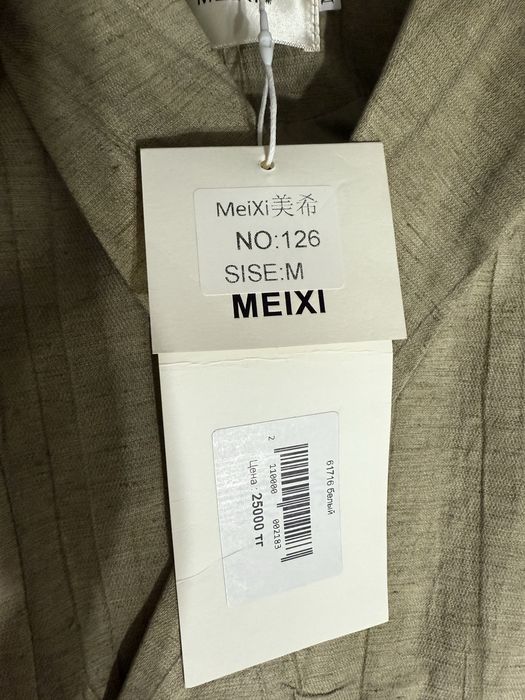 MeiXi美希
NO:126
SISE:M
MEIXI
61716 белый
2 110000 002183
Цена : 25000 тг